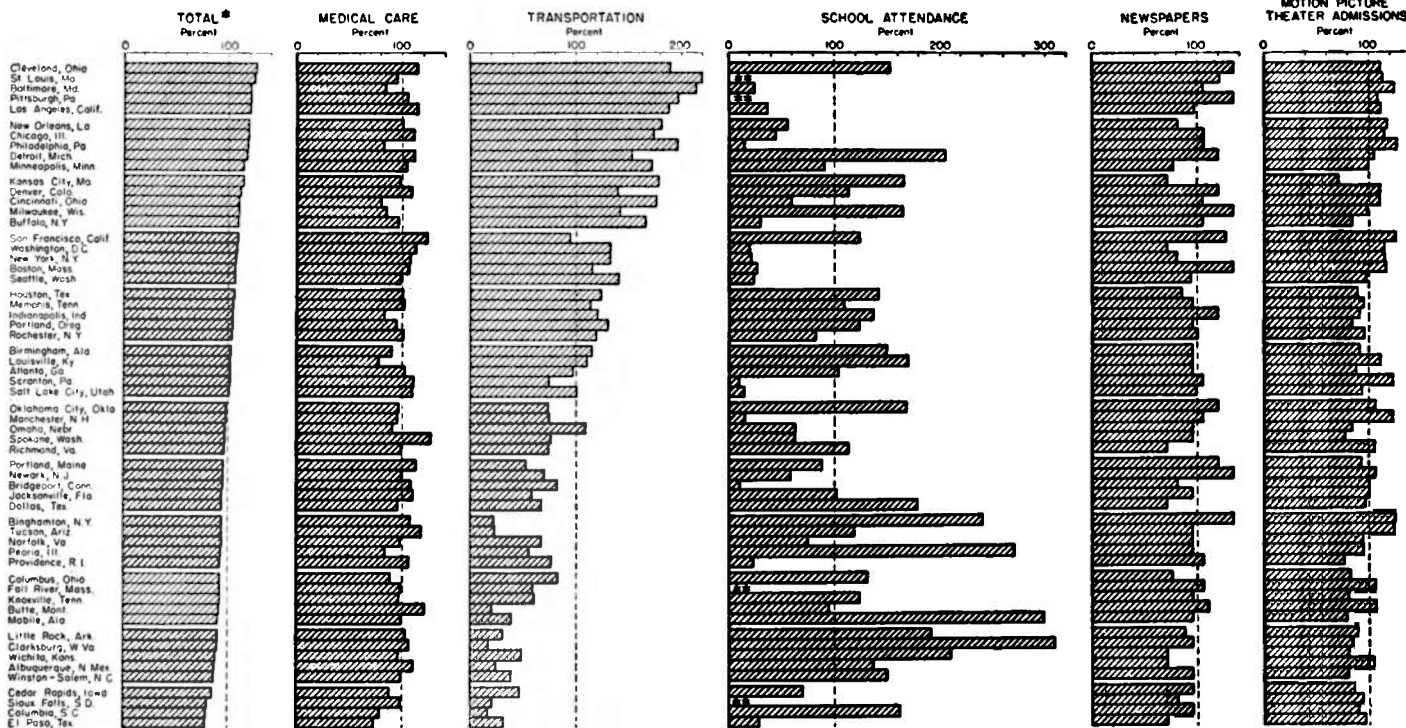 TOTAL*
Percent
0 100
MEDICAL CARE
Percent
0 100
TRANSPORTATION
Percent
0 100 200
SCHOOL ATTENDANCE
Percent
0 100 200 300
NEWSPAPERS
Percent
0 100
MOTION PICTURE
THEATER ADMISSIONS
Percent
0 100
Cleveland, Ohio
St. Louis, Mo
Baltimore, Md.
Pittsburgh, Pa
Los Angeles, Calif.
New Orleans, La
Chicago, Ill.
Philadelphia, Pa
Detroit, Mich.
Minneapolis, Minn.
Kansas City, Mo.
Denver, Colo.
Cincinnati, Ohio
Milwaukee, Wis.
Buffalo, N.Y
San Francisco, Calif.
Washington, D.C
New York, N.Y.
Boston, Mass.
Seattle, Wash
Houston, Tex
Memphis, Tenn
Indianapolis, Ind
Portland, Oreg
Rochester, N.Y
Birmingham, Ala
Louisville, Ky
Atlanta, Ga
Scranton, Pa.
Salt Lake City, Utah
Oklahoma City, Okla
Manchester, N.H
Omaha, Nebr
Spokane, Wash.
Richmond, Va.
Portland, Maine
Newark, N.J.
Bridgeport, Conn.
Jacksonville, Fla.
Dallas, Tex.
Binghamton, N.Y.
Tucson, Ariz.
Norfolk, Va
Peoria, Ill.
Providence, R.I.
Columbus, Ohio
Fall River, Mass.
Knoxville, Tenn.
Butte, Mont.
Mobile, Ala
Little Rock, Ark.
Clarksburg, W Va.
Wichita, Kans.
Albuquerque, N Mex
Winston-Salem, N C
Cedar Rapids, Iowa
Sioux Falls, S D.
Columbia, S C
El Paso, Tex.
**
**
**
**